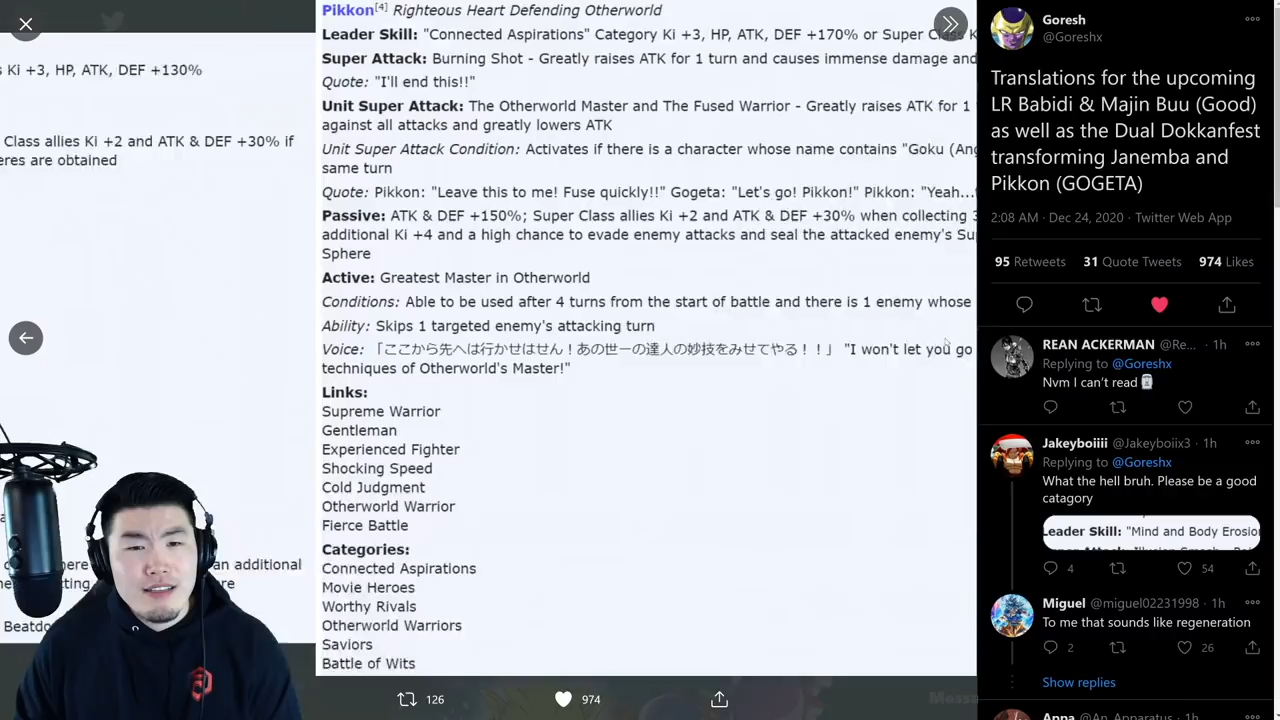 s Ki +3, HP, ATK, DEF +130%
Class allies Ki +2 and ATK & DEF +30% if
eres are obtained
an additional
Beatdo
Pikkon[4] Righteous Heart Defending Otherworld
Leader Skill: "Connected Aspirations" Category Ki +3, HP, ATK, DEF +170% or Super Class K
Super Attack: Burning Shot - Greatly raises ATK for 1 turn and causes immense damage and
Quote: "I'll end this!!"
Unit Super Attack: The Otherworld Master and The Fused Warrior - Greatly raises ATK for 1
against all attacks and greatly lowers ATK
Unit Super Attack Condition: Activates if there is a character whose name contains "Goku (Ang
same turn
Quote: Pikkon: "Leave this to me! Fuse quickly!!" Gogeta: "Let's go! Pikkon!" Pikkon: "Yeah...
Passive: ATK & DEF +150%; Super Class allies Ki +2 and ATK & DEF +30% when collecting 3
additional Ki +4 and a high chance to evade enemy attacks and seal the attacked enemy's Su
Sphere
Active: Greatest Master in Otherworld
Conditions: Able to be used after 4 turns from the start of battle and there is 1 enemy whose
Ability: Skips 1 targeted enemy's attacking turn
Voice: 「ここから先へは行かせはせん！あの世一の達人の妙技をみせてやる！！」 "I won't let you go
techniques of Otherworld's Master!"
Links:
Supreme Warrior
Gentleman
Experienced Fighter
Shocking Speed
Cold Judgment
Otherworld Warrior
Fierce Battle
Categories:
Connected Aspirations
Movie Heroes
Worthy Rivals
Otherworld Warriors
Saviors
Battle of Wits
126
974
Goresh
@Goreshx
Translations for the upcoming
LR Babidi & Majin Buu (Good)
as well as the Dual Dokkanfest
transforming Janemba and
Pikkon (GOGETA)
2:08 AM · Dec 24, 2020 · Twitter Web App
95 Retweets 31 Quote Tweets 974 Likes
REAN ACKERMAN @Re... · 1h
Replying to @Goreshx
Nvm I can't read
Jakeyboiiii @Jakeyboiix3 · 1h
Replying to @Goreshx
What the hell bruh. Please be a good
catagory
Leader Skill: "Mind and Body Erosio
4
54
Miguel @miguel02231998 · 1h
To me that sounds like regeneration
2
26
Show replies
Appa @An_Apparatus · 1h